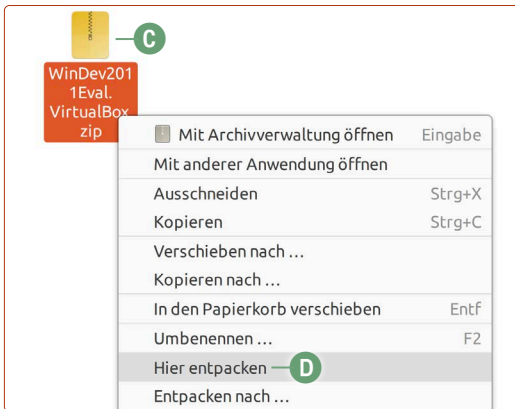 C
WinDev201
1Eval.
VirtualBox.
zip
Mit Archivverwaltung öffnen Eingabe
Mit anderer Anwendung öffnen
Ausschneiden Strg+X
Kopieren Strg+C
Verschieben nach …
Kopieren nach …
In den Papierkorb verschieben Entf
Umbenennen … F2
Hier entpacken D
Entpacken nach …